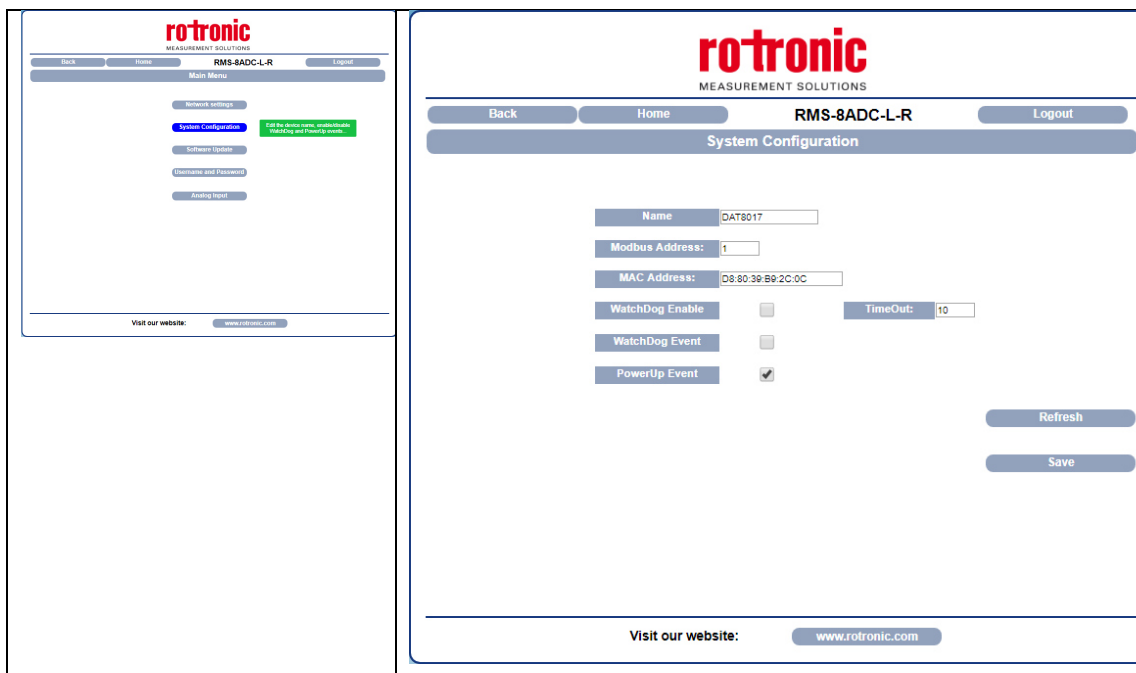 rotronic
MEASUREMENT SOLUTIONS
Back Home RMS-8ADC-L-R Logout
Main Menu
Network settings
System Configuration
Edit the device name, enable/disable
WatchDog and PowerUp events...
Software Update
Username and Password
Analog Input
Visit our website: www.rotronic.com
rotronic
MEASUREMENT SOLUTIONS
Back Home RMS-8ADC-L-R Logout
System Configuration
Name DAT8017
Modbus Address: 1
MAC Address: D8:80:39:B9:2C:0C
WatchDog Enable TimeOut: 10
WatchDog Event
PowerUp Event
Refresh
Save
Visit our website: www.rotronic.com